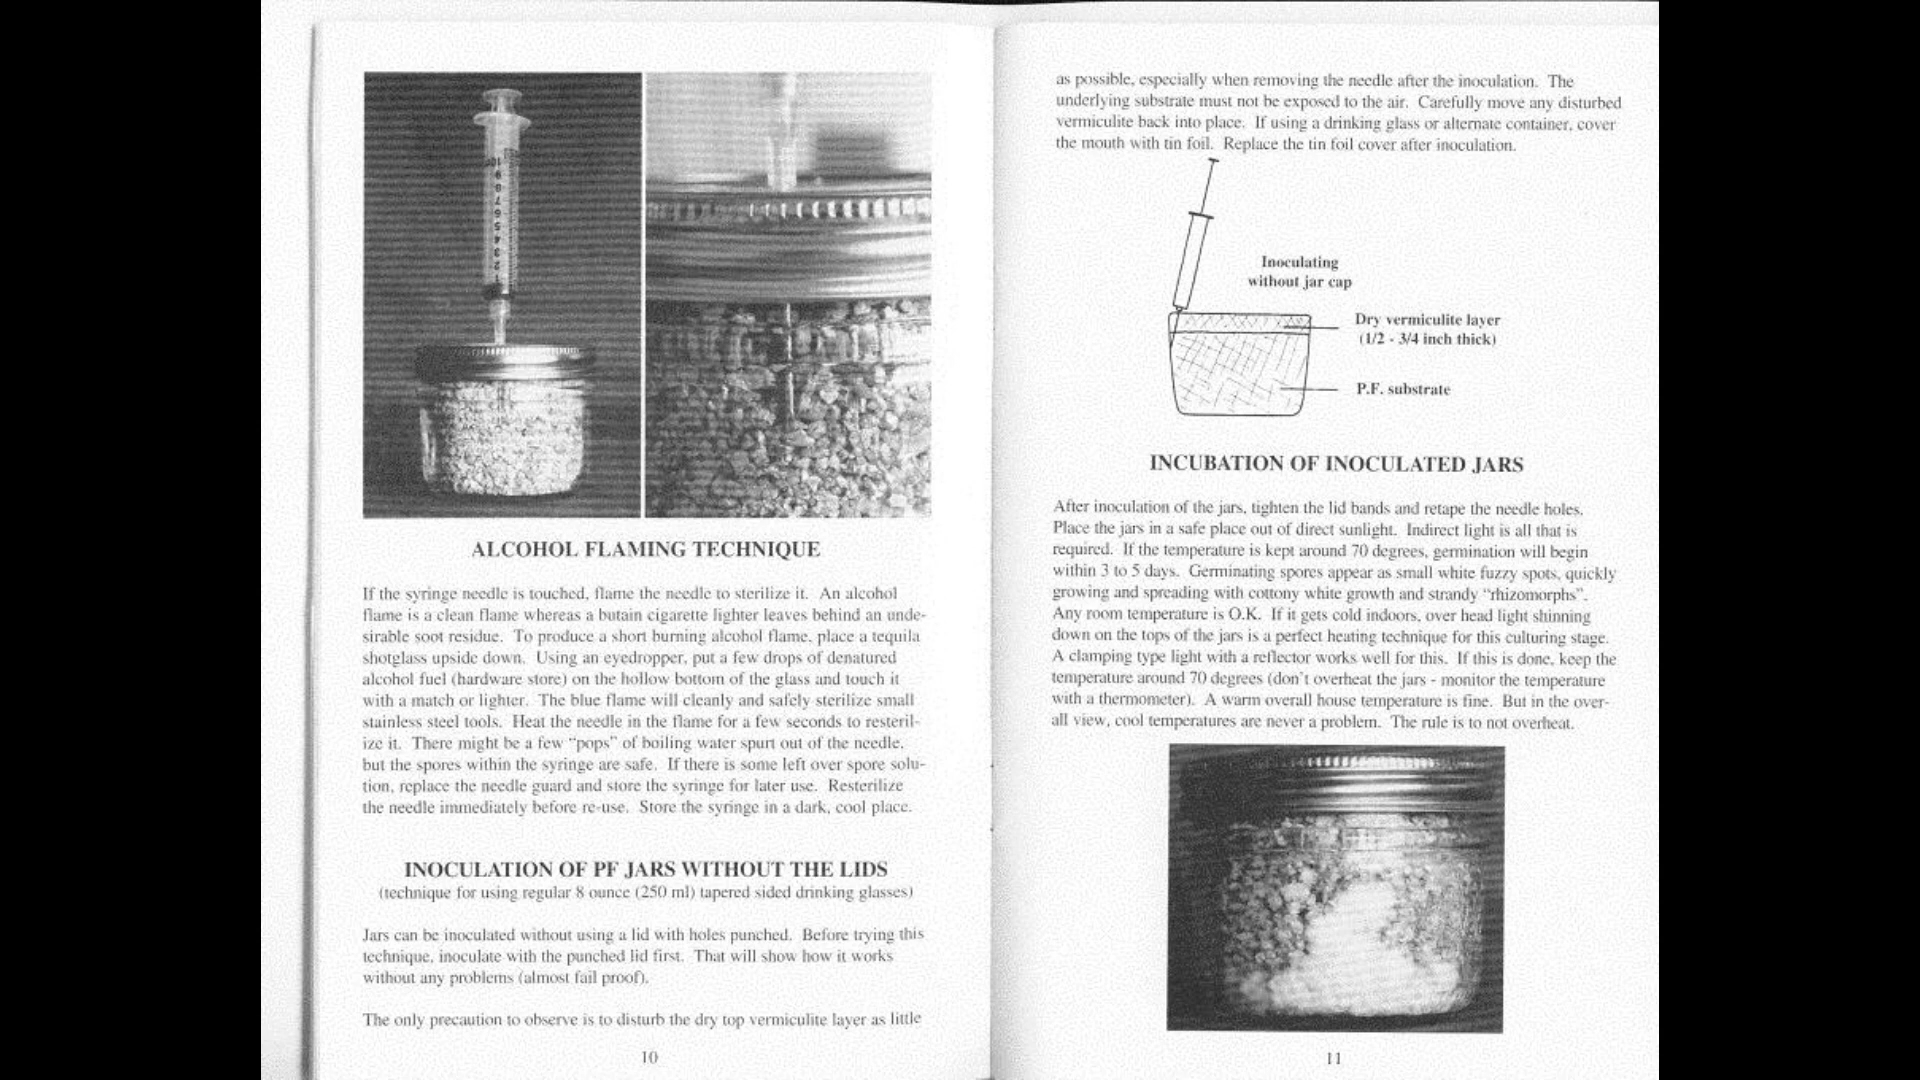 ALCOHOL FLAMING TECHNIQUE
If the syringe needle is touched, flame the needle to sterilize it. An alcohol
flame is a clean flame whereas a butain cigarette lighter leaves behind an unde-
sirable soot residue. To produce a short burning alcohol flame, place a tequila
shotglass upside down. Using an eyedropper, put a few drops of denatured
alcohol fuel (hardware store) on the hollow bottom of the glass and touch it
with a match or lighter. The blue flame will cleanly and safely sterilize small
stainless steel tools. Heat the needle in the flame for a few seconds to resteril-
ize it. There might be a few “pops” of boiling water spurt out of the needle,
but the spores within the syringe are safe. If there is some left over spore solu-
tion, replace the needle guard and store the syringe for later use. Resterilize
the needle immediately before re-use. Store the syringe in a dark, cool place.
INOCULATION OF PF JARS WITHOUT THE LIDS
(technique for using regular 8 ounce (250 ml) tapered sided drinking glasses)
Jars can be inoculated without using a lid with holes punched. Before trying this
technique, inoculate with the punched lid first. That will show how it works
without any problems (almost fail proof).
The only precaution to observe is to disturb the dry top vermiculite layer as little
10
as possible, especially when removing the needle after the inoculation. The
underlying substrate must not be exposed to the air. Carefully move any disturbed
vermiculite back into place. If using a drinking glass or alternate container, cover
the mouth with tin foil. Replace the tin foil cover after inoculation.
Inoculating
without jar cap
Dry vermiculite layer
(1/2 - 3/4 inch thick)
P.F. substrate
INCUBATION OF INOCULATED JARS
After inoculation of the jars, tighten the lid bands and retape the needle holes.
Place the jars in a safe place out of direct sunlight. Indirect light is all that is
required. If the temperature is kept around 70 degrees, germination will begin
within 3 to 5 days. Germinating spores appear as small white fuzzy spots, quickly
growing and spreading with cottony white growth and strandy “rhizomorphs”.
Any room temperature is O.K. If it gets cold indoors, over head light shinning
down on the tops of the jars is a perfect heating technique for this culturing stage.
A clamping type light with a reflector works well for this. If this is done, keep the
temperature around 70 degrees (don’t overheat the jars - monitor the temperature
with a thermometer). A warm overall house temperature is fine. But in the over-
all view, cool temperatures are never a problem. The rule is to not overheat.
11